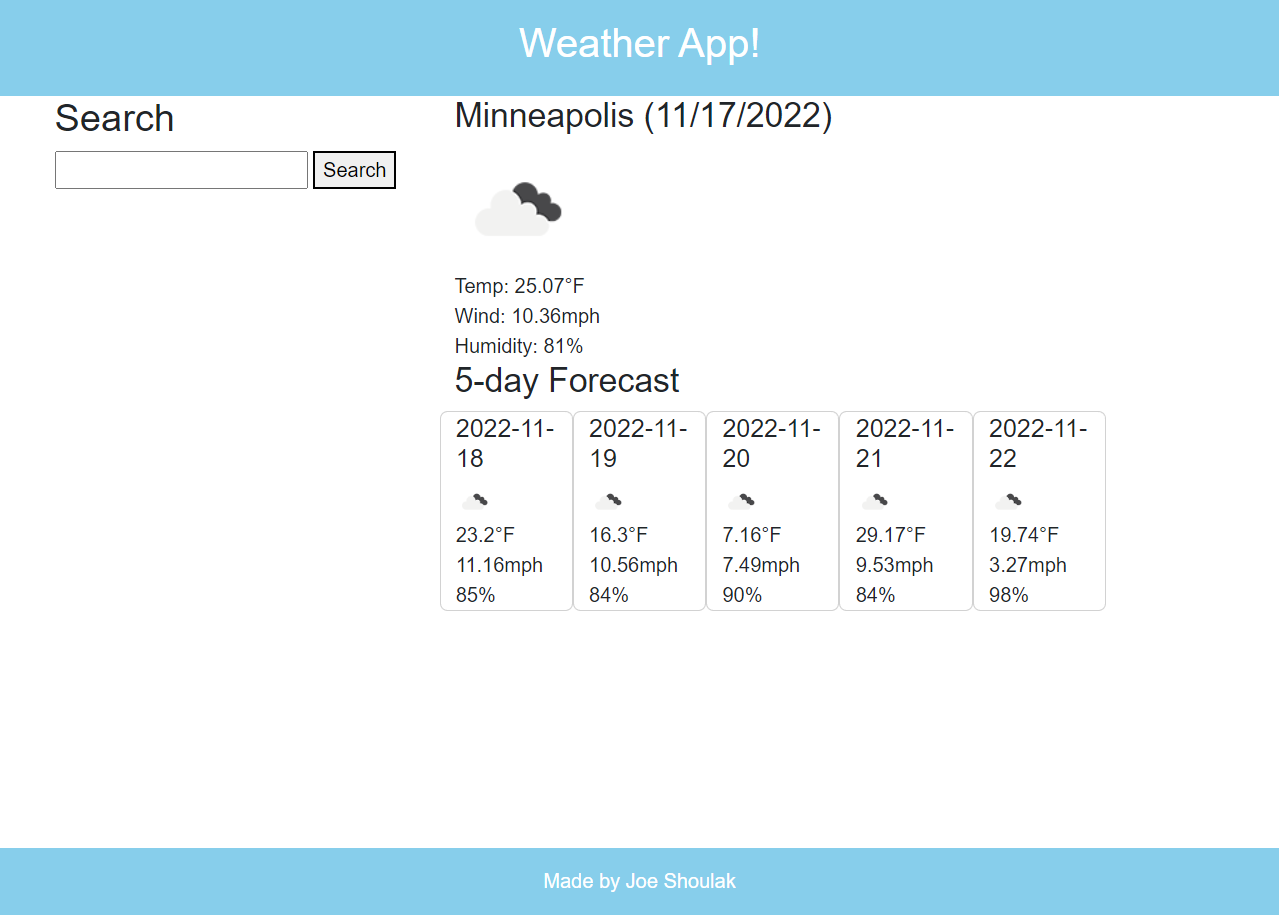 Weather App!
Search
Search
Minneapolis (11/17/2022)
Temp: 25.07°F
Wind: 10.36mph
Humidity: 81%
5-day Forecast
2022-11-
18
23.2°F
11.16mph
85%
2022-11-
19
16.3°F
10.56mph
84%
2022-11-
20
7.16°F
7.49mph
90%
2022-11-
21
29.17°F
9.53mph
84%
2022-11-
22
19.74°F
3.27mph
98%
Made by Joe Shoulak